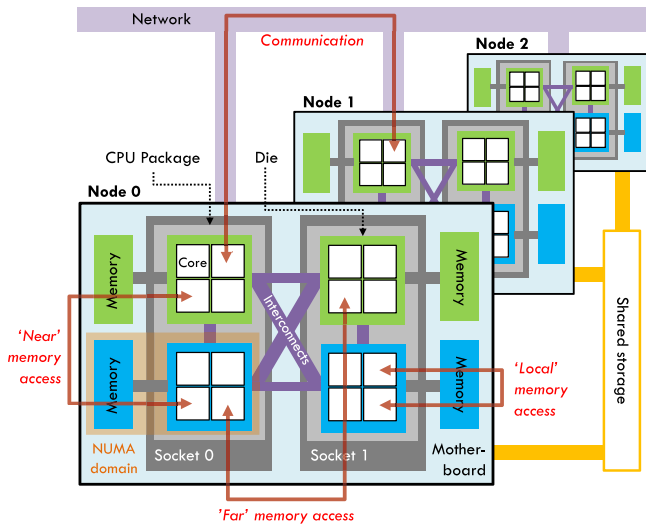 Network
Communication
Node 2
Node 1
CPU Package
Die
Node 0
Core
Memory
Memory
'Near'
memory
access
Interconnects
Memory
Memory
'Local'
memory
access
Shared storage
NUMA
domain
Socket 0
Socket 1
Mother-
board
'Far' memory access